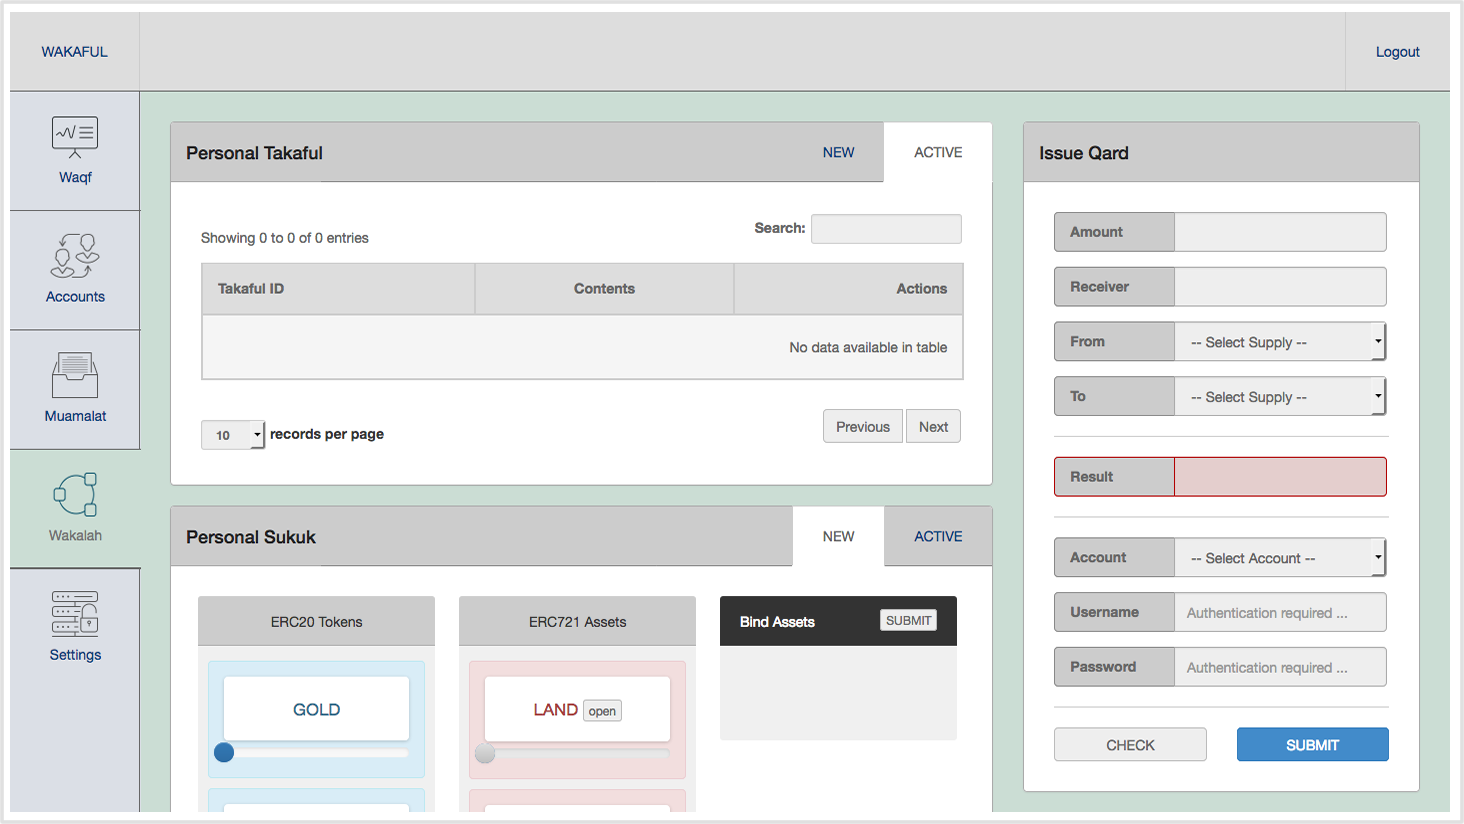 WAKAFUL
Logout
Waqf
Accounts
Muamalat
Wakalah
Settings
Personal Takaful
NEW
ACTIVE
Showing 0 to 0 of 0 entries
Search:
Takaful ID
Contents
Actions
No data available in table
10
records per page
Previous
Next
Personal Sukuk
NEW
ACTIVE
ERC20 Tokens
GOLD
ERC721 Assets
LAND open
Bind Assets
SUBMIT
Issue Qard
Amount
Receiver
From
-- Select Supply --
To
-- Select Supply --
Result
Account
-- Select Account --
Username
Authentication required ...
Password
Authentication required ...
CHECK
SUBMIT